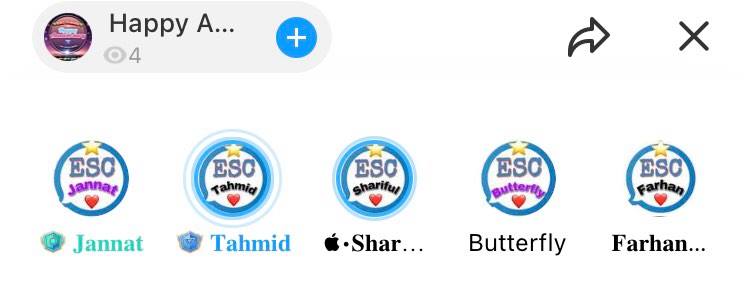 Happy A...
4
ESC
Jannat
ESC
Tahmid
ESC
Shariful
ESC
Butterfly
ESC
Farhan
Jannat
Tahmid
•Shar...
Butterfly
Farhan...